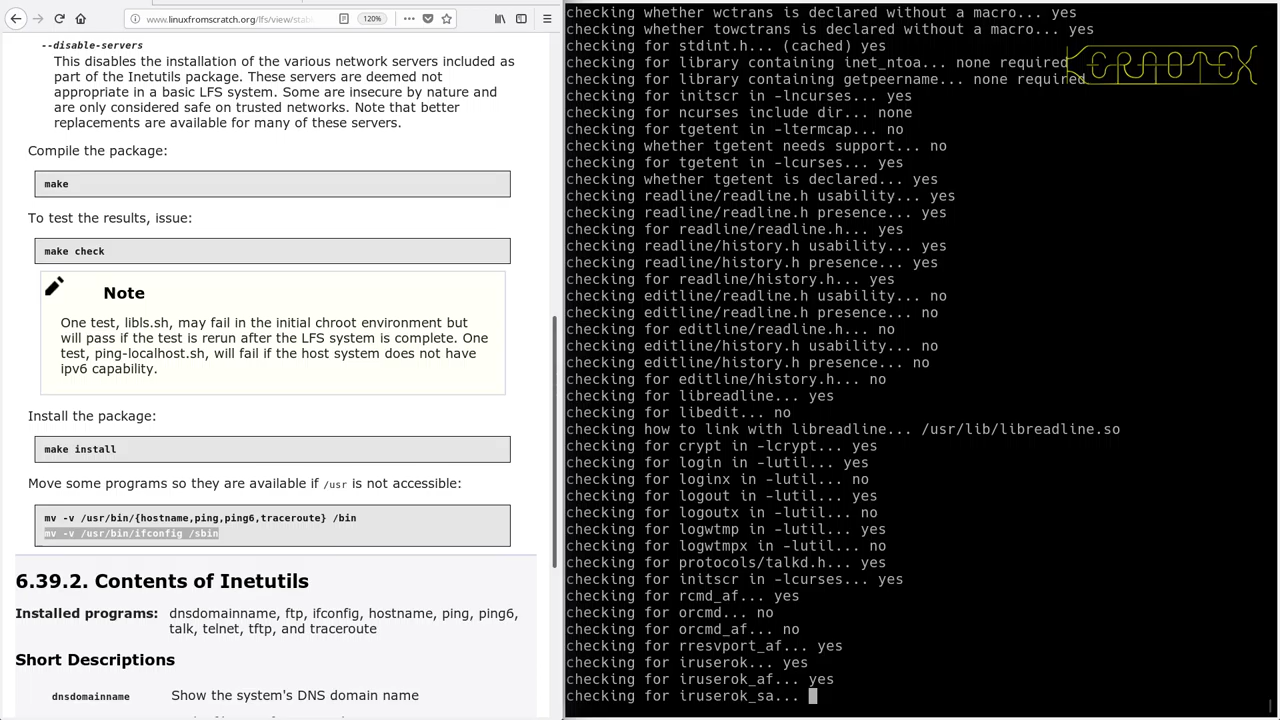 www.linuxfromscratch.org/lfs/view/stab
120%
--disable-servers
This disables the installation of the various network servers included as
part of the Inetutils package. These servers are deemed not
appropriate in a basic LFS system. Some are insecure by nature and
are only considered safe on trusted networks. Note that better
replacements are available for many of these servers.
Compile the package:
make
To test the results, issue:
make check
Note
One test, libls.sh, may fail in the initial chroot environment but
will pass if the test is rerun after the LFS system is complete. One
test, ping-localhost.sh, will fail if the host system does not have
ipv6 capability.
Install the package:
make install
Move some programs so they are available if /usr is not accessible:
mv -v /usr/bin/{hostname,ping,ping6,traceroute} /bin
mv -v /usr/bin/ifconfig /sbin
6.39.2. Contents of Inetutils
Installed programs: dnsdomainname, ftp, ifconfig, hostname, ping, ping6,
talk, telnet, tftp, and traceroute
Short Descriptions
dnsdomainname Show the system's DNS domain name
checking whether wctrans is declared without a macro... yes
checking whether towctrans is declared without a macro... yes
checking for stdint.h... (cached) yes
checking for library containing inet_ntoa... none required
checking for library containing getpeername... none required
checking for initscr in -lncurses... yes
checking for ncurses include dir... none
checking for tgetent in -ltermcap... no
checking whether tgetent needs support... no
checking for tgetent in -lcurses... yes
checking whether tgetent is declared... yes
checking readline/readline.h usability... yes
checking readline/readline.h presence... yes
checking for readline/readline.h... yes
checking readline/history.h usability... yes
checking readline/history.h presence... yes
checking for readline/history.h... yes
checking editline/readline.h usability... no
checking editline/readline.h presence... no
checking for editline/readline.h... no
checking editline/history.h usability... no
checking editline/history.h presence... no
checking for editline/history.h... no
checking for libreadline... yes
checking for libedit... no
checking how to link with libreadline... /usr/lib/libreadline.so
checking for crypt in -lcrypt... yes
checking for login in -lutil... yes
checking for loginx in -lutil... no
checking for logout in -lutil... yes
checking for logoutx in -lutil... no
checking for logwtmp in -lutil... yes
checking for logwtmpx in -lutil... no
checking for protocols/talkd.h... yes
checking for initscr in -lcurses... yes
checking for rcmd_af... yes
checking for orcmd... no
checking for orcmd_af... no
checking for rresvport_af... yes
checking for iruserok... yes
checking for iruserok_af... yes
checking for iruserok_sa...